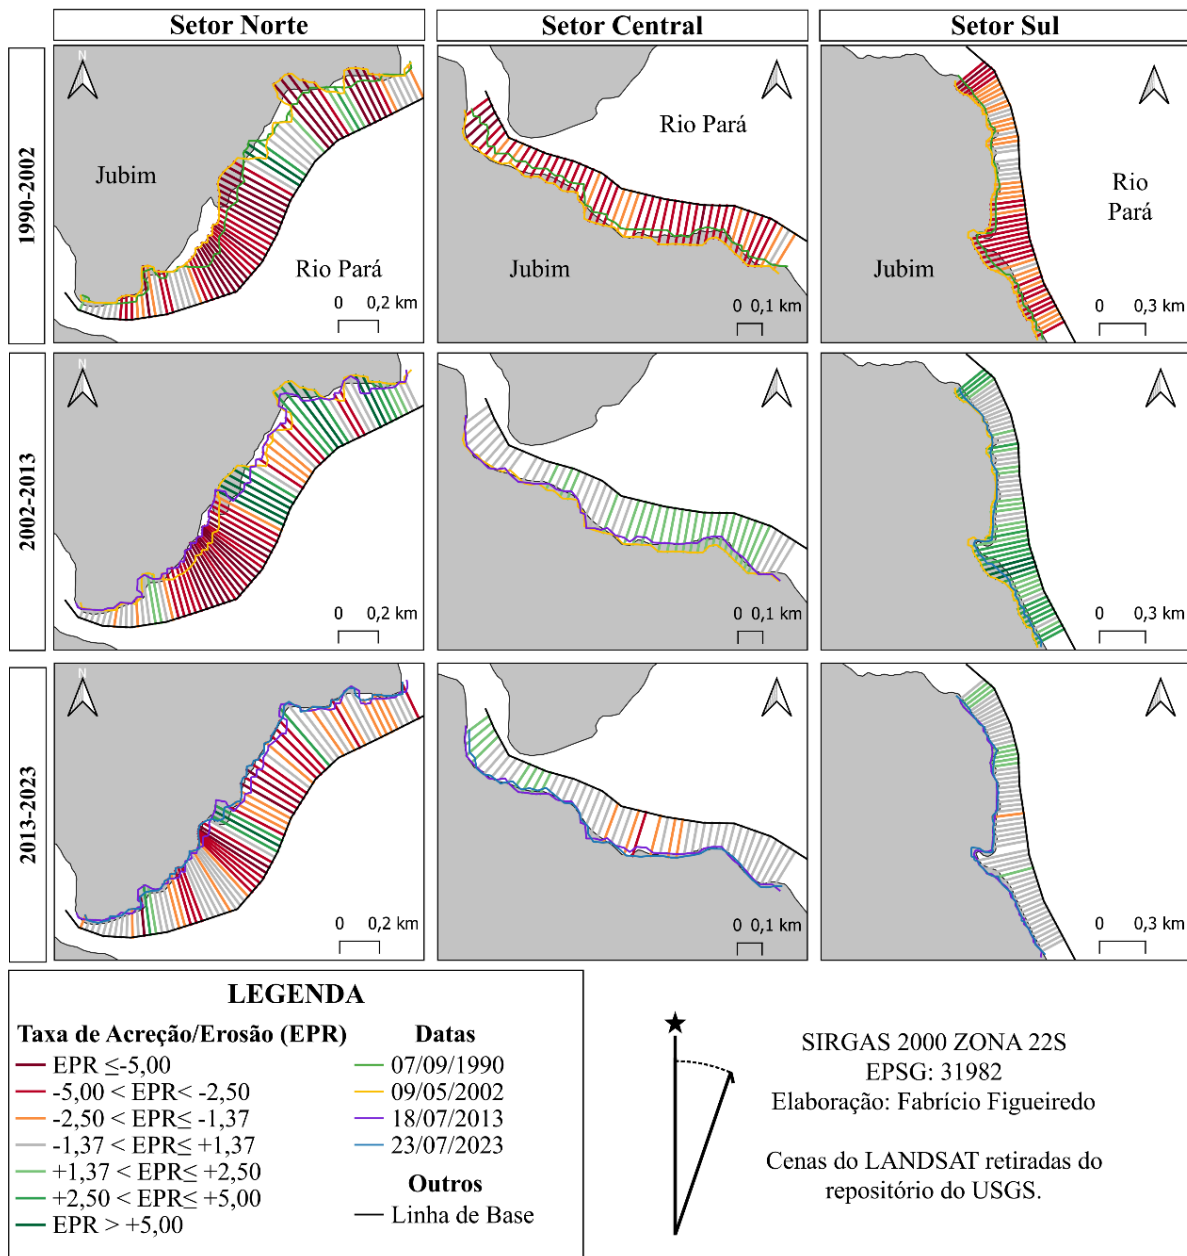 Setor Norte
Setor Central
Setor Sul
1990-2002
N
Jubim
Rio Pará
0 0,2 km
Rio Pará
Jubim
0 0,1 km
Rio
Pará
Jubim
0 0,3 km
2002-2013
N
0 0,2 km
0 0,1 km
0 0,3 km
2013-2023
N
0 0,2 km
0 0,1 km
0 0,3 km
LEGENDA
Taxa de Acreção/Erosão (EPR)
EPR ≤-5,00
-5,00 < EPR< -2,50
-2,50 < EPR≤ -1,37
-1,37 < EPR≤ +1,37
+1,37 < EPR≤ +2,50
+2,50 < EPR≤ +5,00
EPR > +5,00
Datas
07/09/1990
09/05/2002
18/07/2013
23/07/2023
Outros
Linha de Base
SIRGAS 2000 ZONA 22S
EPSG: 31982
Elaboração: Fabrício Figueiredo
Cenas do LANDSAT retiradas do
repositório do USGS.